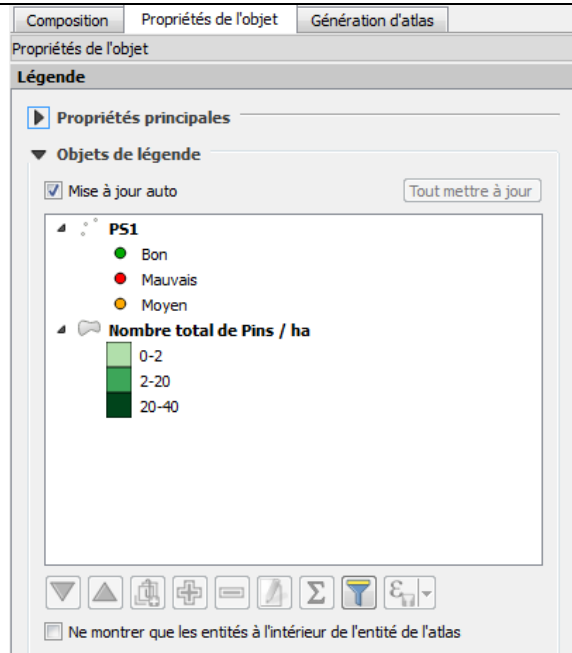 Composition Propriétés de l'objet Génération d'atlas
Propriétés de l'objet
Légende
Propriétés principales
Objets de légende
Mise à jour auto Tout mettre à jour
PS1
Bon
Mauvais
Moyen
Nombre total de Pins / ha
0-2
2-20
20-40
Σ ε
Ne montrer que les entités à l'intérieur de l'entité de l'atlas